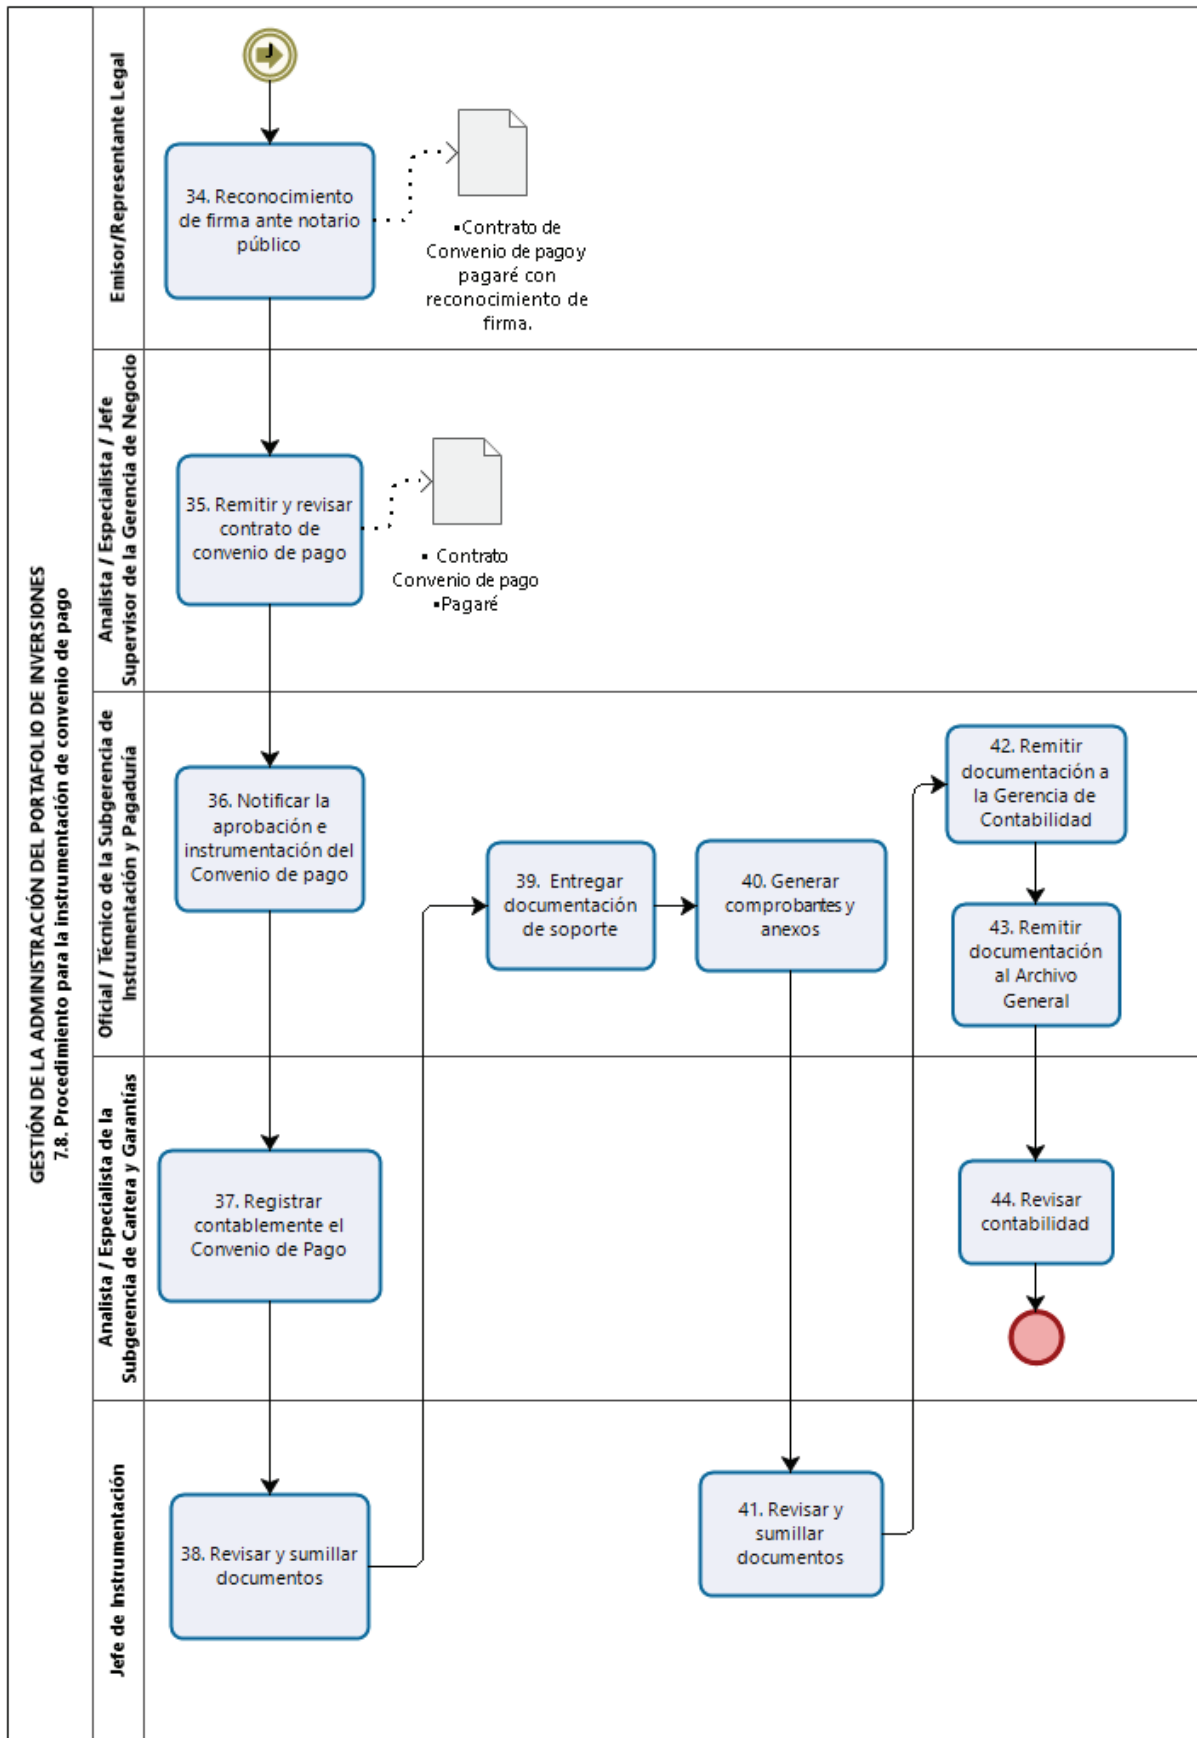 GESTIÓN DE LA ADMINISTRACIÓN DEL PORTAFOLIO DE INVERSIONES
7.8. Procedimiento para la instrumentación de convenio de pago
Emisor/Representante Legal
J
34. Reconocimiento
de firma ante notario
público
▪Contrato de
Convenio de pagoy
pagaré con
reconocimiento de
firma.
Analista / Especialista / Jefe
Supervisor de la Gerencia de Negocio
35. Remitir y revisar
contrato de
convenio de pago
▪ Contrato
Convenio de pago
▪Pagaré
Oficial / Técnico de la Subgerencia de
Instrumentación y Pagaduría
36. Notificar la
aprobación e
instrumentación del
Convenio de pago
39. Entregar
documentación
de soporte
40. Generar
comprobantes y
anexos
42. Remitir
documentación a
la Gerencia de
Contabilidad
43. Remitir
documentación
al Archivo
General
Analista / Especialista de la
Subgerencia de Cartera y Garantías
37. Registrar
contablemente el
Convenio de Pago
44. Revisar
contabilidad
Jefe de Instrumentación
38. Revisar y sumillar
documentos
41. Revisar y
sumillar
documentos